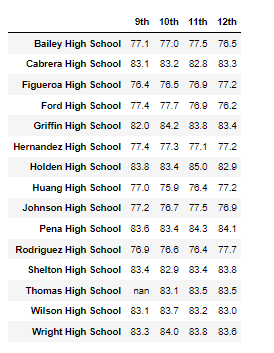 9th 10th 11th 12th
Bailey High School 77.1 77.0 77.5 76.5
Cabrera High School 83.1 83.2 82.8 83.3
Figueroa High School 76.4 76.5 76.9 77.2
Ford High School 77.4 77.7 76.9 76.2
Griffin High School 82.0 84.2 83.8 83.4
Hernandez High School 77.4 77.3 77.1 77.2
Holden High School 83.8 83.4 85.0 82.9
Huang High School 77.0 75.9 76.4 77.2
Johnson High School 77.2 76.7 77.5 76.9
Pena High School 83.6 83.4 84.3 84.1
Rodriguez High School 76.9 76.6 76.4 77.7
Shelton High School 83.4 82.9 83.4 83.8
Thomas High School nan 83.1 83.5 83.5
Wilson High School 83.1 83.7 83.2 83.0
Wright High School 83.3 84.0 83.8 83.6